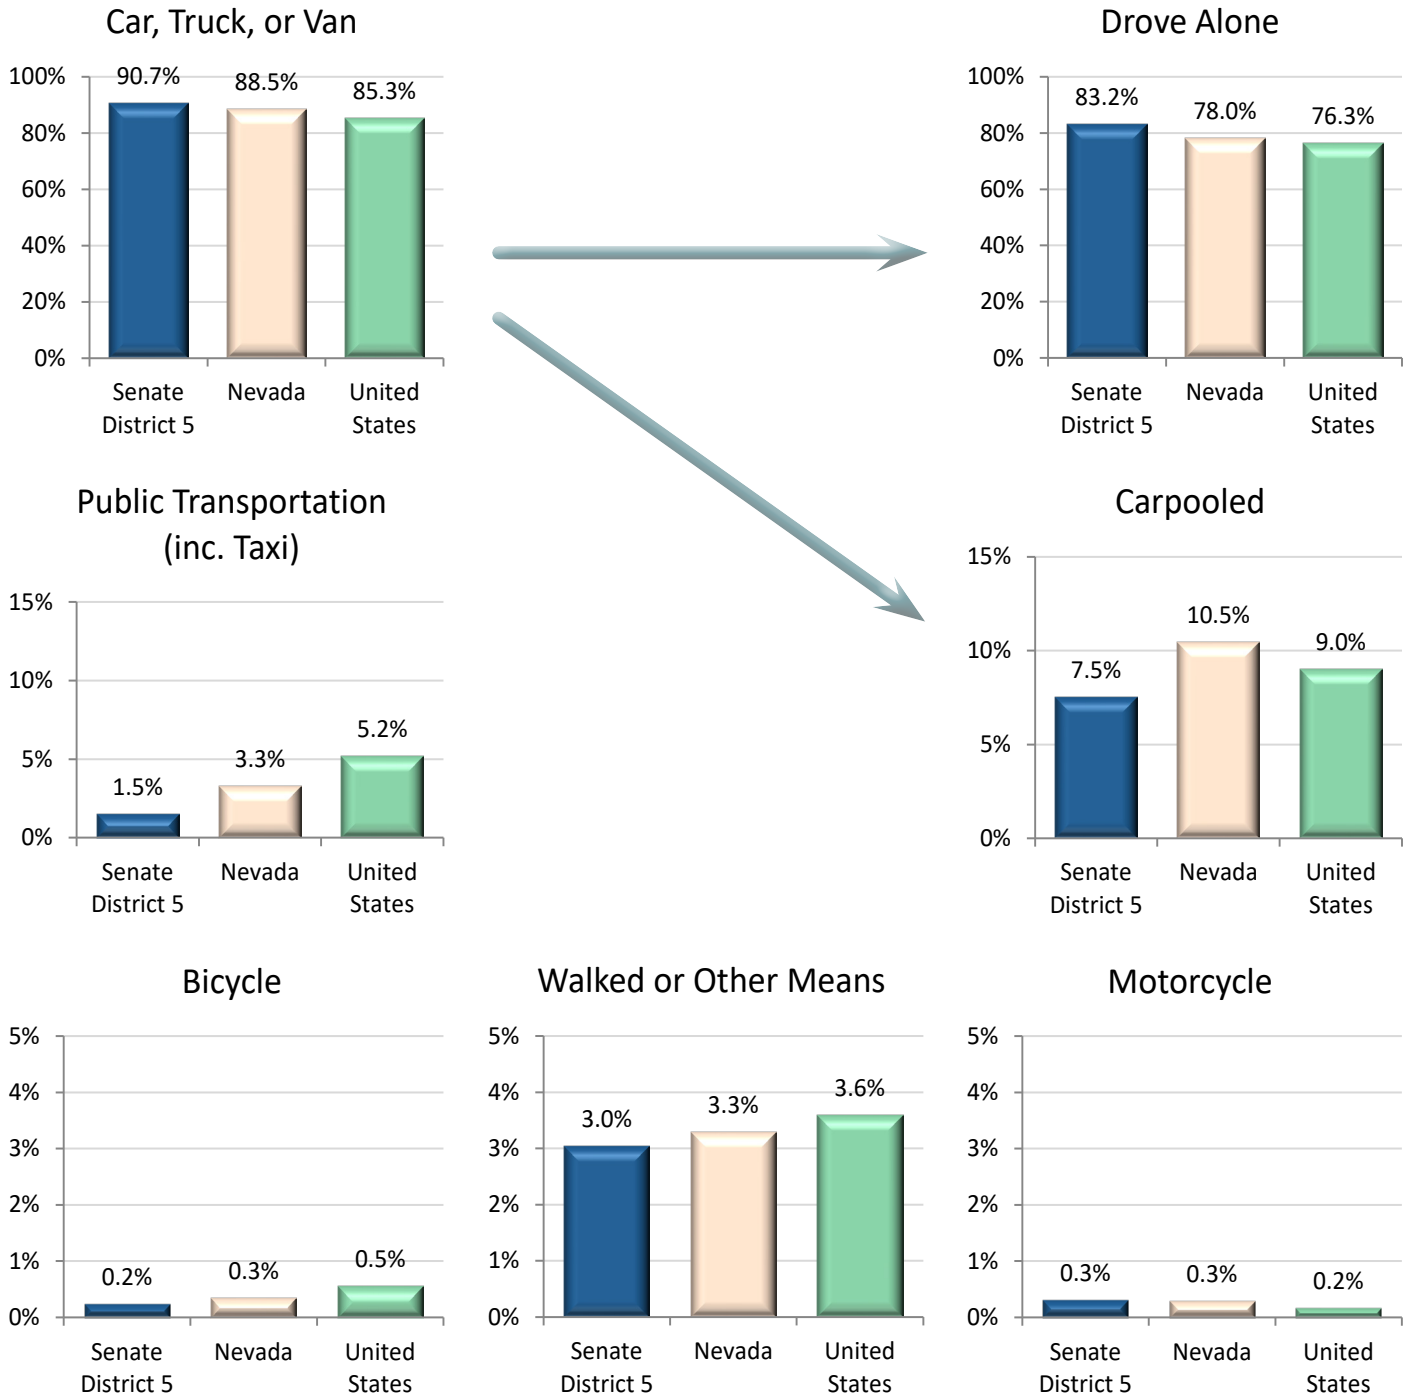 Car, Truck, or Van
100%
80%
60%
40%
20%
0%
90.7%
88.5%
85.3%
Senate
District 5
Nevada
United
States
Drove Alone
100%
80%
60%
40%
20%
0%
83.2%
78.0%
76.3%
Senate
District 5
Nevada
United
States
Public Transportation
(inc. Taxi)
15%
10%
5%
0%
1.5%
3.3%
5.2%
Senate
District 5
Nevada
United
States
Carpooled
15%
10%
5%
0%
7.5%
10.5%
9.0%
Senate
District 5
Nevada
United
States
Bicycle
5%
4%
3%
2%
1%
0%
0.2%
0.3%
0.5%
Senate
District 5
Nevada
United
States
Walked or Other Means
5%
4%
3%
2%
1%
0%
3.0%
3.3%
3.6%
Senate
District 5
Nevada
United
States
Motorcycle
5%
4%
3%
2%
1%
0%
0.3%
0.3%
0.2%
Senate
District 5
Nevada
United
States